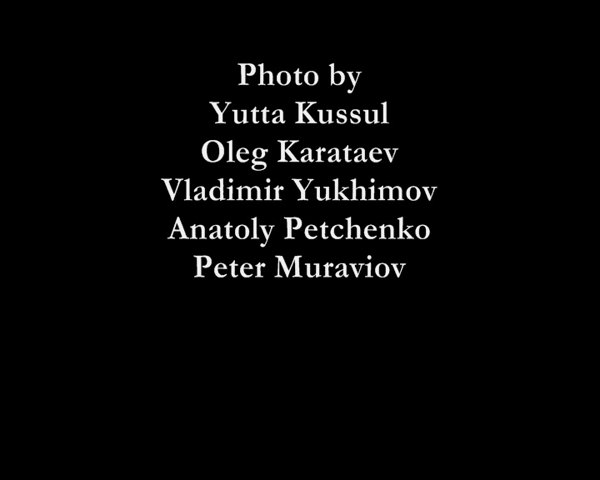 Photo by
Yutta Kussul
Oleg Karataev
Vladimir Yukhimov
Anatoly Petchenko
Peter Muraviov